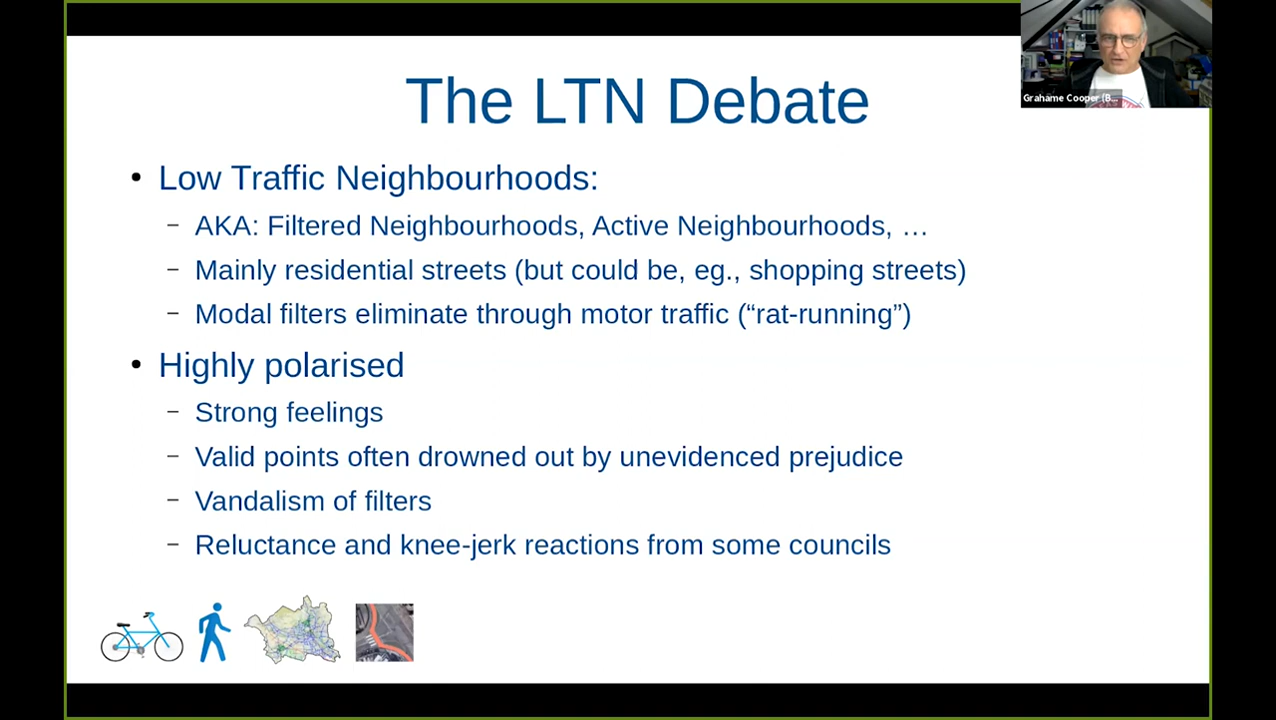 The LTN Debate
Grahame Cooper (B...
• Low Traffic Neighbourhoods:
– AKA: Filtered Neighbourhoods, Active Neighbourhoods, …
– Mainly residential streets (but could be, eg., shopping streets)
– Modal filters eliminate through motor traffic (“rat-running”)
• Highly polarised
– Strong feelings
– Valid points often drowned out by unevidenced prejudice
– Vandalism of filters
– Reluctance and knee-jerk reactions from some councils